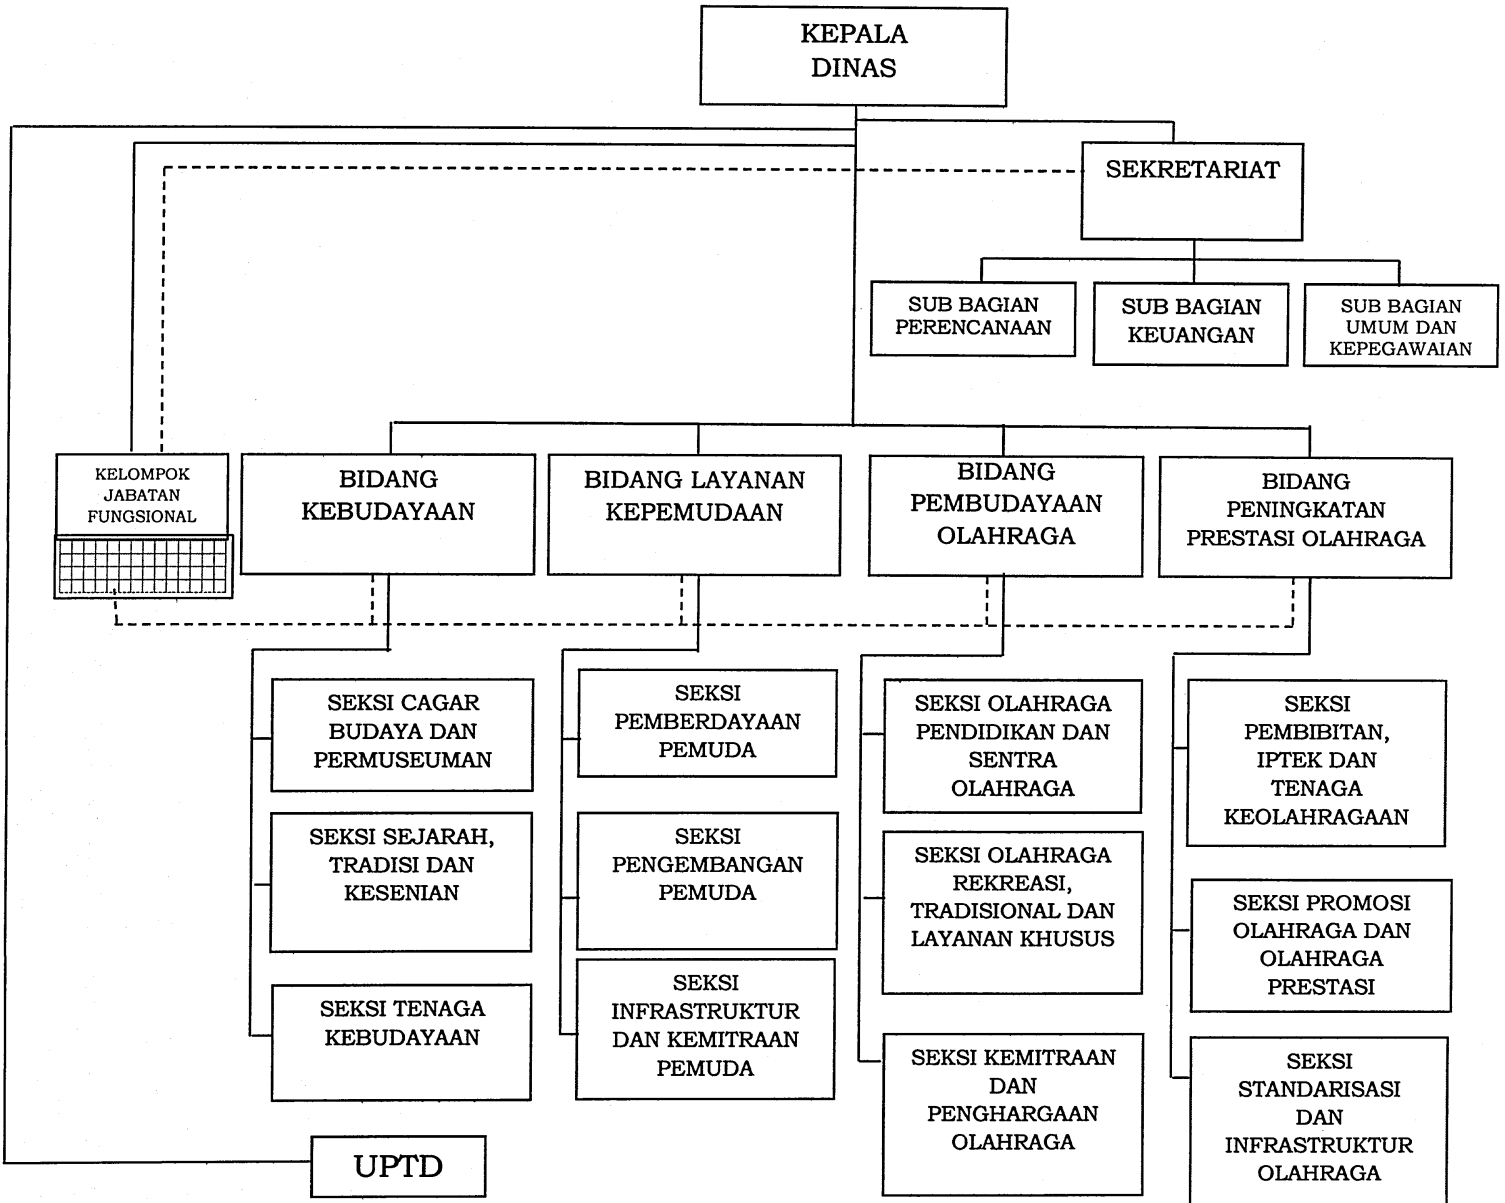 KEPALA
DINAS
SEKRETARIAT
SUB BAGIAN
PERENCANAAN
SUB BAGIAN
KEUANGAN
SUB BAGIAN
UMUM DAN
KEPEGAWAIAN
KELOMPOK
JABATAN
FUNGSIONAL
BIDANG
KEBUDAYAAN
BIDANG LAYANAN
KEPEMUDAAN
BIDANG
PEMBUDAYAAN
OLAHRAGA
BIDANG
PENINGKATAN
PRESTASI OLAHRAGA
SEKSI CAGAR
BUDAYA DAN
PERMUSEUMAN
SEKSI SEJARAH,
TRADISI DAN
KESENIAN
SEKSI TENAGA
KEBUDAYAAN
SEKSI
PEMBERDAYAAN
PEMUDA
SEKSI
PENGEMBANGAN
PEMUDA
SEKSI
INFRASTRUKTUR
DAN KEMITRAAN
PEMUDA
SEKSI OLAHRAGA
PENDIDIKAN DAN
SENTRA
OLAHRAGA
SEKSI OLAHRAGA
REKREASI,
TRADISIONAL DAN
LAYANAN KHUSUS
SEKSI KEMITRAAN
DAN
PENGHARGAAN
OLAHRAGA
SEKSI
PEMBIBITAN,
IPTEK DAN
TENAGA
KEOLAHRAGAAN
SEKSI PROMOSI
OLAHRAGA DAN
OLAHRAGA
PRESTASI
SEKSI
STANDARISASI
DAN
INFRASTRUKTUR
OLAHRAGA
UPTD